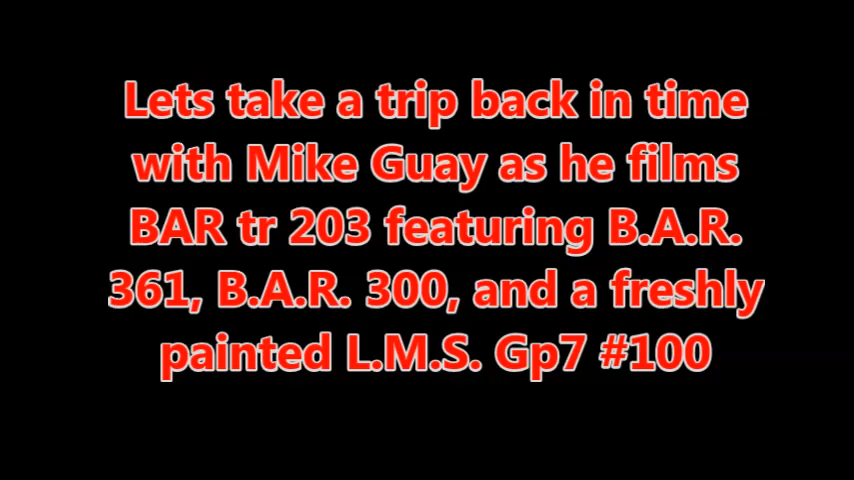 Lets take a trip back in time
with Mike Guay as he films
BAR tr 203 featuring B.A.R.
361, B.A.R. 300, and a freshly
painted L.M.S. Gp7 #100